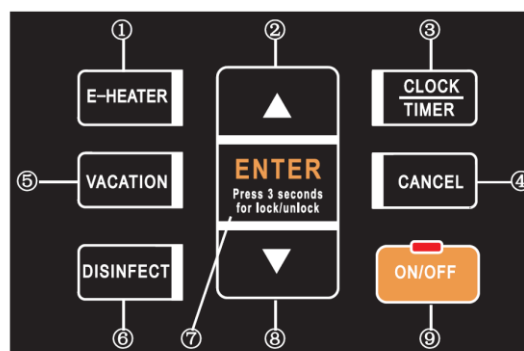 ① ② ③
E-HEATER
▲
CLOCK
TIMER
⑤ VACATION
ENTER
Press 3 seconds
for lock/unlock
CANCEL ④
DISINFECT
▼
ON/OFF
⑥ ⑦ ⑧ ⑨